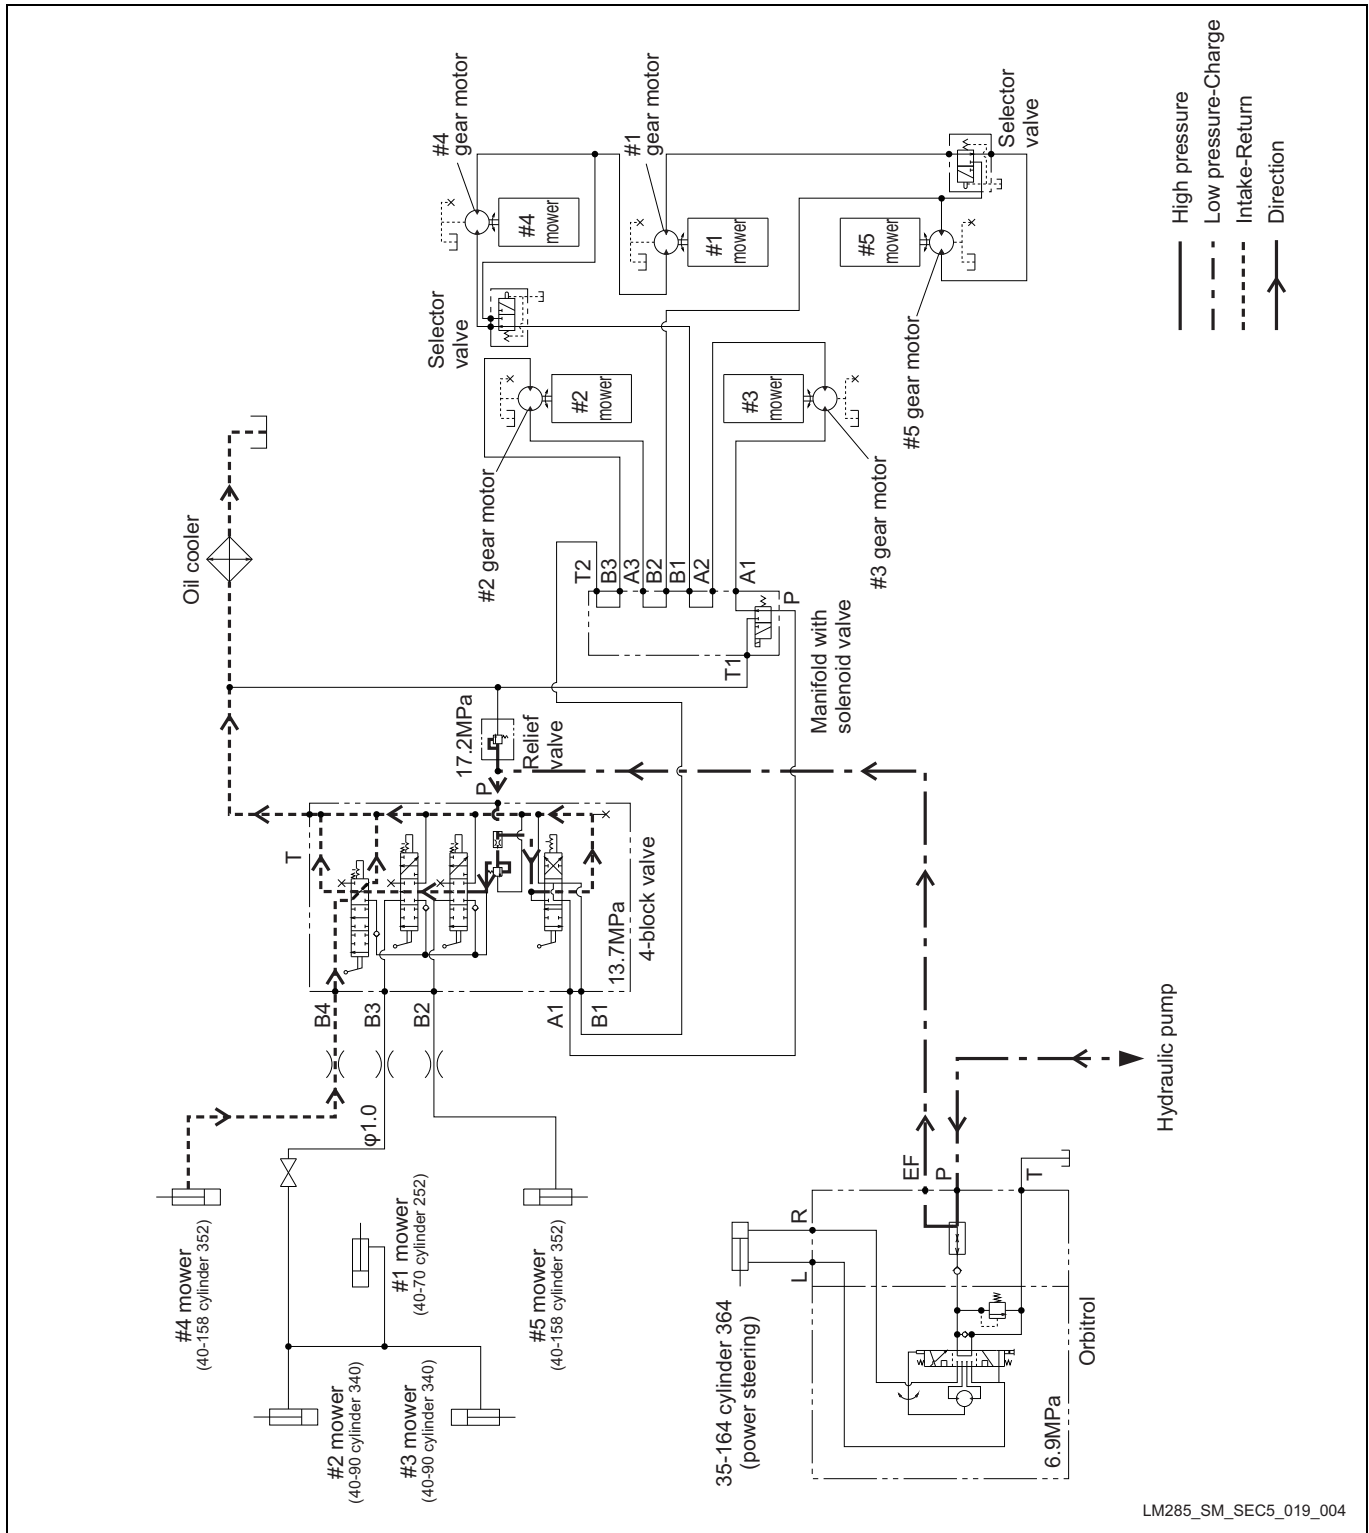 #4
gear motor
#1
gear motor
Selector
valve
#4
mower
#1
mower
#5
mower
Selector
valve
#2
mower
#3
mower
#5 gear motor
#2 gear motor
#3 gear motor
High pressure
Low pressure-Charge
Intake-Return
Direction
Oil cooler
T2
B3
A3
B2
B1
A2
A1
P
T1
Manifold with
solenoid valve
17.2MPa
Relief
valve
P
T
13.7MPa
4-block valve
B4
B3
B2
A1
B1
φ1.0
#4 mower
(40-158 cylinder 352)
#1 mower
(40-70 cylinder 252)
#5 mower
(40-158 cylinder 352)
#2 mower
(40-90 cylinder 340)
#3 mower
(40-90 cylinder 340)
Hydraulic pump
EF
P
T
R
L
35-164 cylinder 364
(power steering)
Orbitrol
6.9MPa
LM285_SM_SEC5_019_004